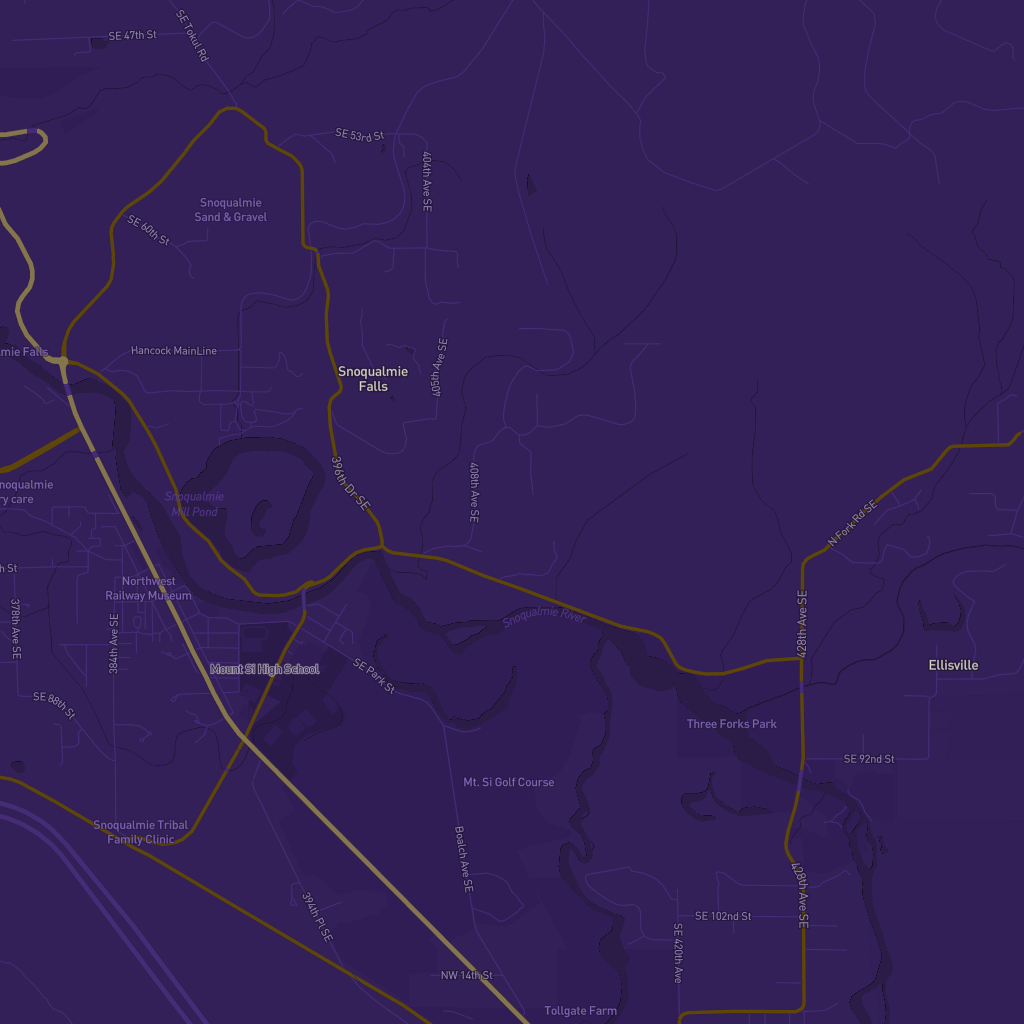 SE Tokul Rd
SE 47th St
SE 53rd St
404th Ave SE
Snoqualmie
Sand & Gravel
SE 60th St
mie Falls
Hancock MainLine
405th Ave SE
Snoqualmie
Falls
396th Dr SE
408th Ave SE
noqualmie
ry care
Snoqualmie
Mill Pond
N Fork Rd SE
h St
Northwest
Railway Museum
378th Ave SE
384th Ave SE
Snoqualmie River
428th Ave SE
Mount Si High School
SE Park St
Ellisville
SE 88th St
Three Forks Park
SE 92nd St
Mt. Si Golf Course
Snoqualmie Tribal
Family Clinic
Boalch Ave SE
428th Ave SE
394th Pl SE
SE 102nd St
SE 420th Ave
NW 14th St
Tollgate Farm